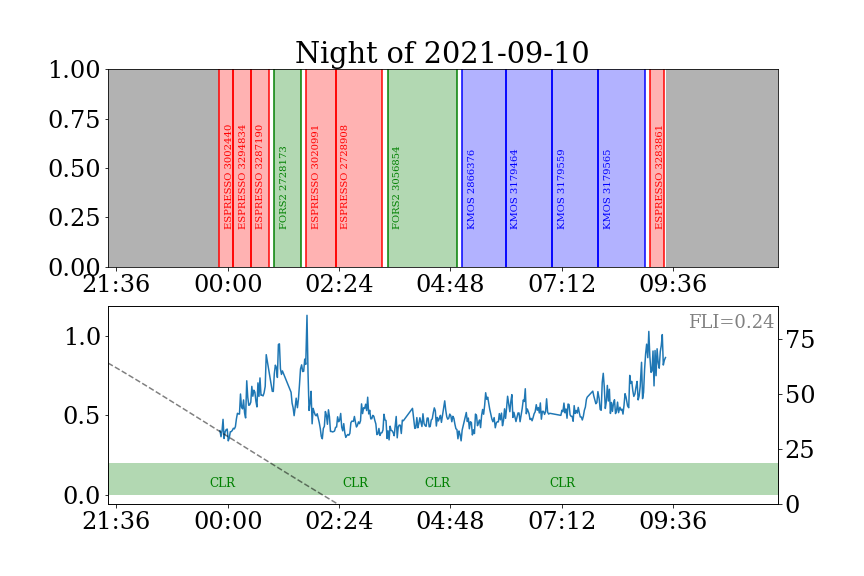 Night of 2021-09-10
1.00
0.75
0.50
0.25
0.00
ESPRESSO 3002440
ESPRESSO 3294834
ESPRESSO 3287190
FORS2 2728173
ESPRESSO 3020991
ESPRESSO 2728908
FORS2 3056854
KMOS 2866376
KMOS 3179464
KMOS 3179559
KMOS 3179565
ESPRESSO 3283861
21:36 00:00 02:24 04:48 07:12 09:36
FLI=0.24
1.0
0.5
0.0
75
50
25
0
CLR CLR CLR CLR
21:36 00:00 02:24 04:48 07:12 09:36